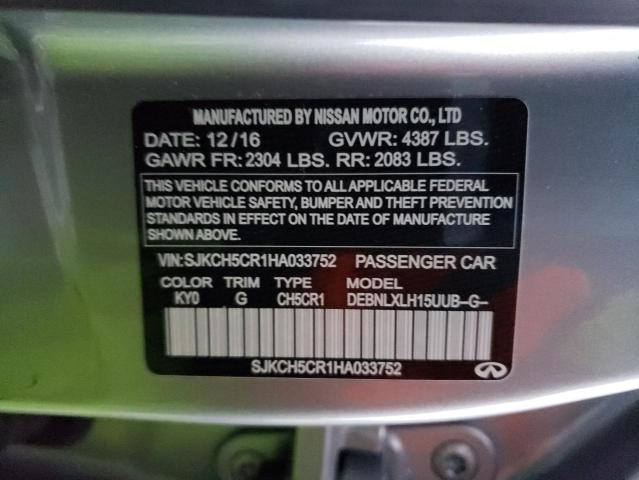 MANUFACTURED BY NISSAN MOTOR CO., LTD
DATE: 12/16 GVWR: 4387 LBS.
GAWR FR: 2304 LBS. RR: 2083 LBS.
THIS VEHICLE CONFORMS TO ALL APPLICABLE FEDERAL
MOTOR VEHICLE SAFETY, BUMPER AND THEFT PREVENTION
STANDARDS IN EFFECT ON THE DATE OF MANUFACTURE
SHOWN ABOVE.
VIN:SJKCH5CR1HA033752 PASSENGER CAR
COLOR TRIM TYPE MODEL
KY0 G CH5CR1 DEBNLXLH15UUB-G-
SJKCH5CR1HA033752